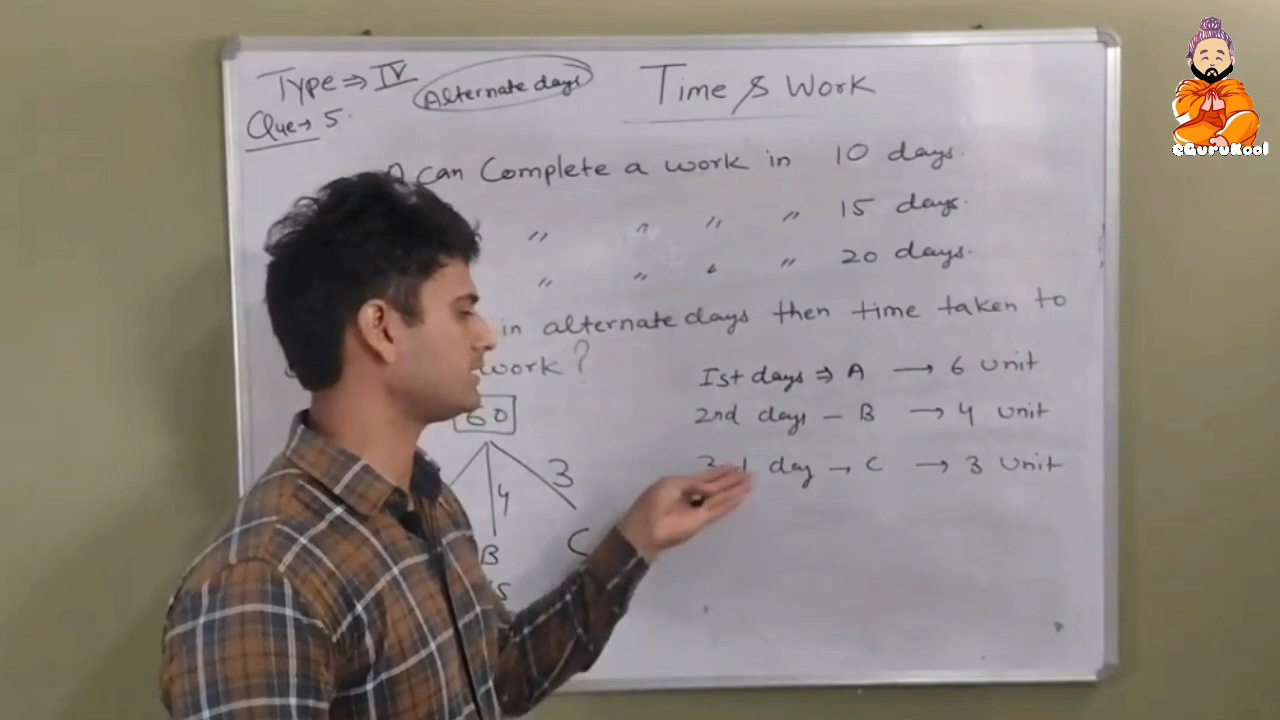 Type ⇒ IV
Alternate days
Time & Work
Que → 5.
A can Complete a work in 10 days.
" " " " 15 days.
" " " " 20 days.
in alternate days then time taken to
work?
Ist days ⇒ A → 6 Unit
2nd days – B → 4 Unit
day → C → 3 Unit
60
4 3
B C
eGuruKool